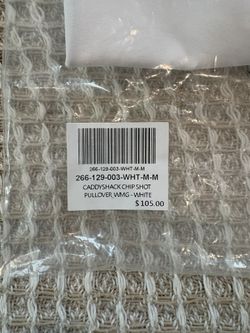 266-129-003-WHT-M-M
266-129-003-WHT-M-M
CADDYSHACK CHIP SHOT
PULLOVER, WMG - WHITE
$ 105.00